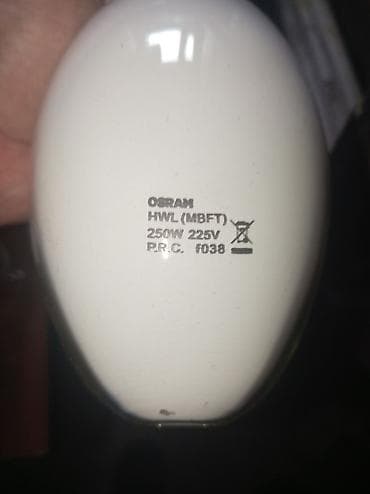 OSRAM
HWL (MBFT)
250W 225V
P.R.C. f038